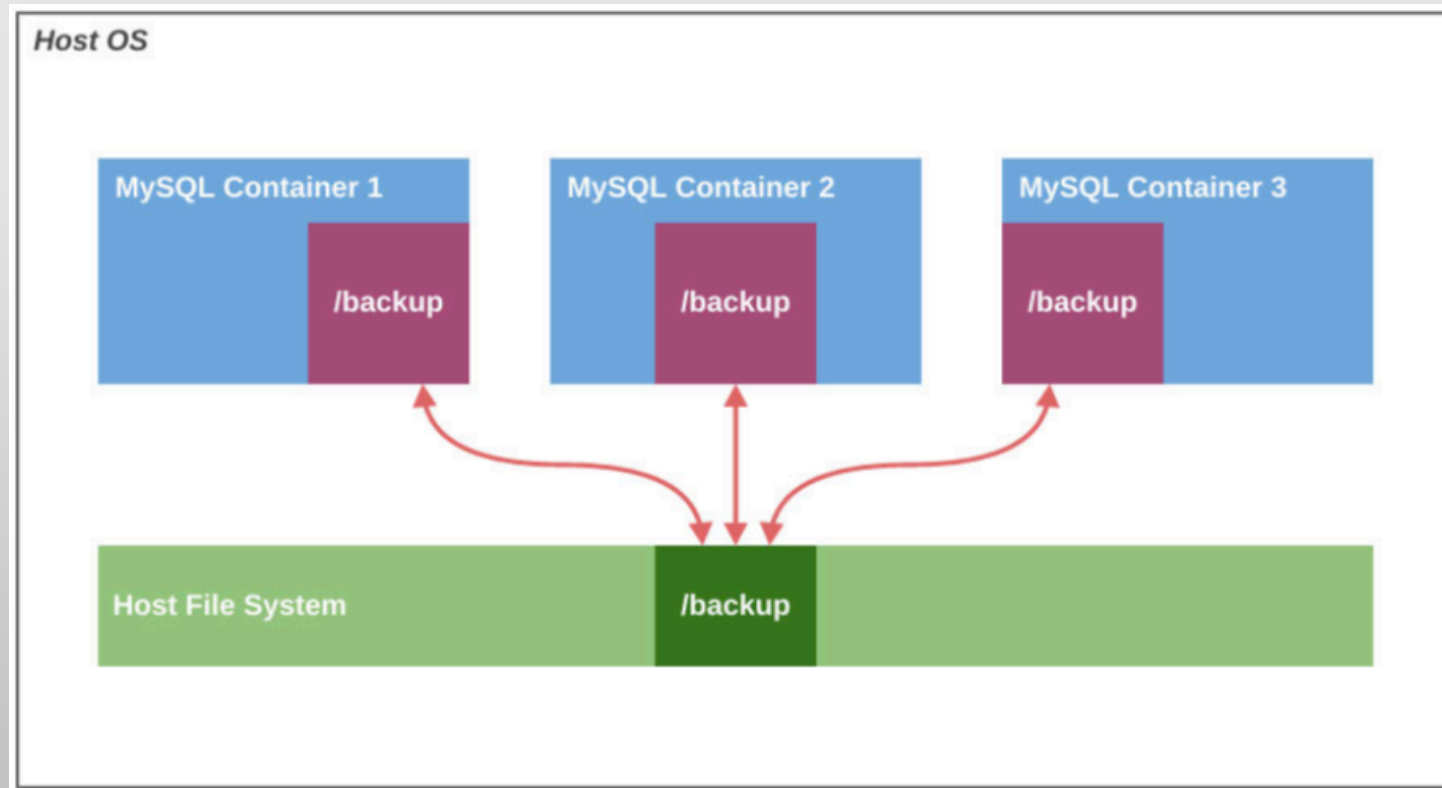 Host OS
MySQL Container 1
MySQL Container 2
MySQL Container 3
/backup
/backup
/backup
Host File System
/backup